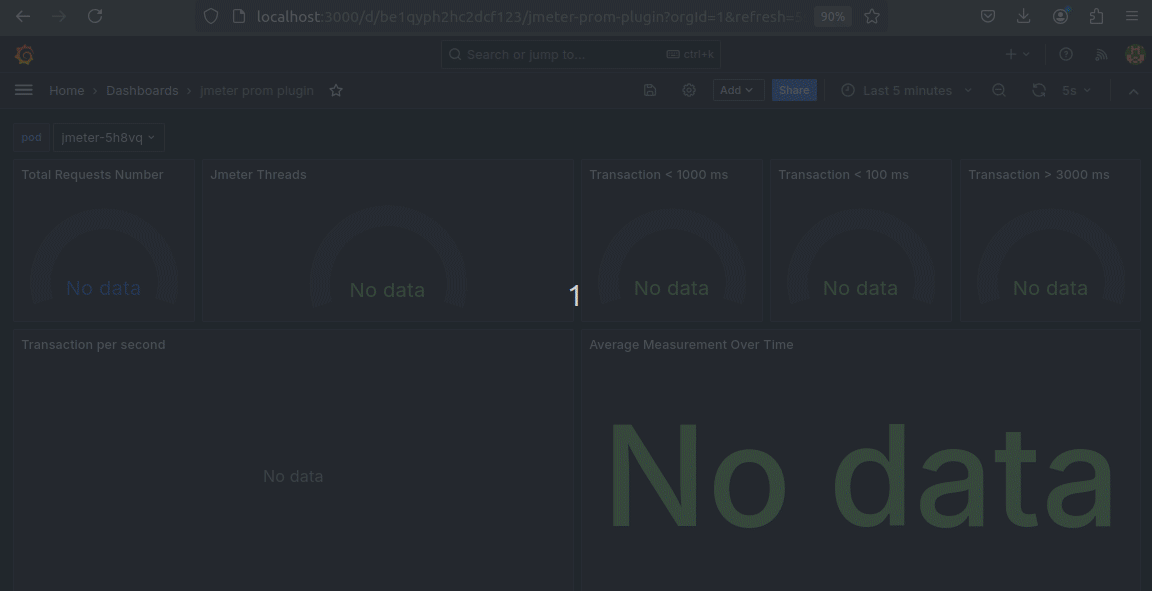 localhost:3000/d/be1qyph2hc2dcf123/jmeter-prom-plugin?orgId=1&refresh=5
90%
Search or jump to...
ctrl+k
Home > Dashboards > jmeter prom plugin
Add
Share
Last 5 minutes
5s
pod
jmeter-5h8vq
Total Requests Number
Jmeter Threads
Transaction < 1000 ms
Transaction < 100 ms
Transaction > 3000 ms
No data
No data
No data
No data
No data
1
Transaction per second
Average Measurement Over Time
No data
No data